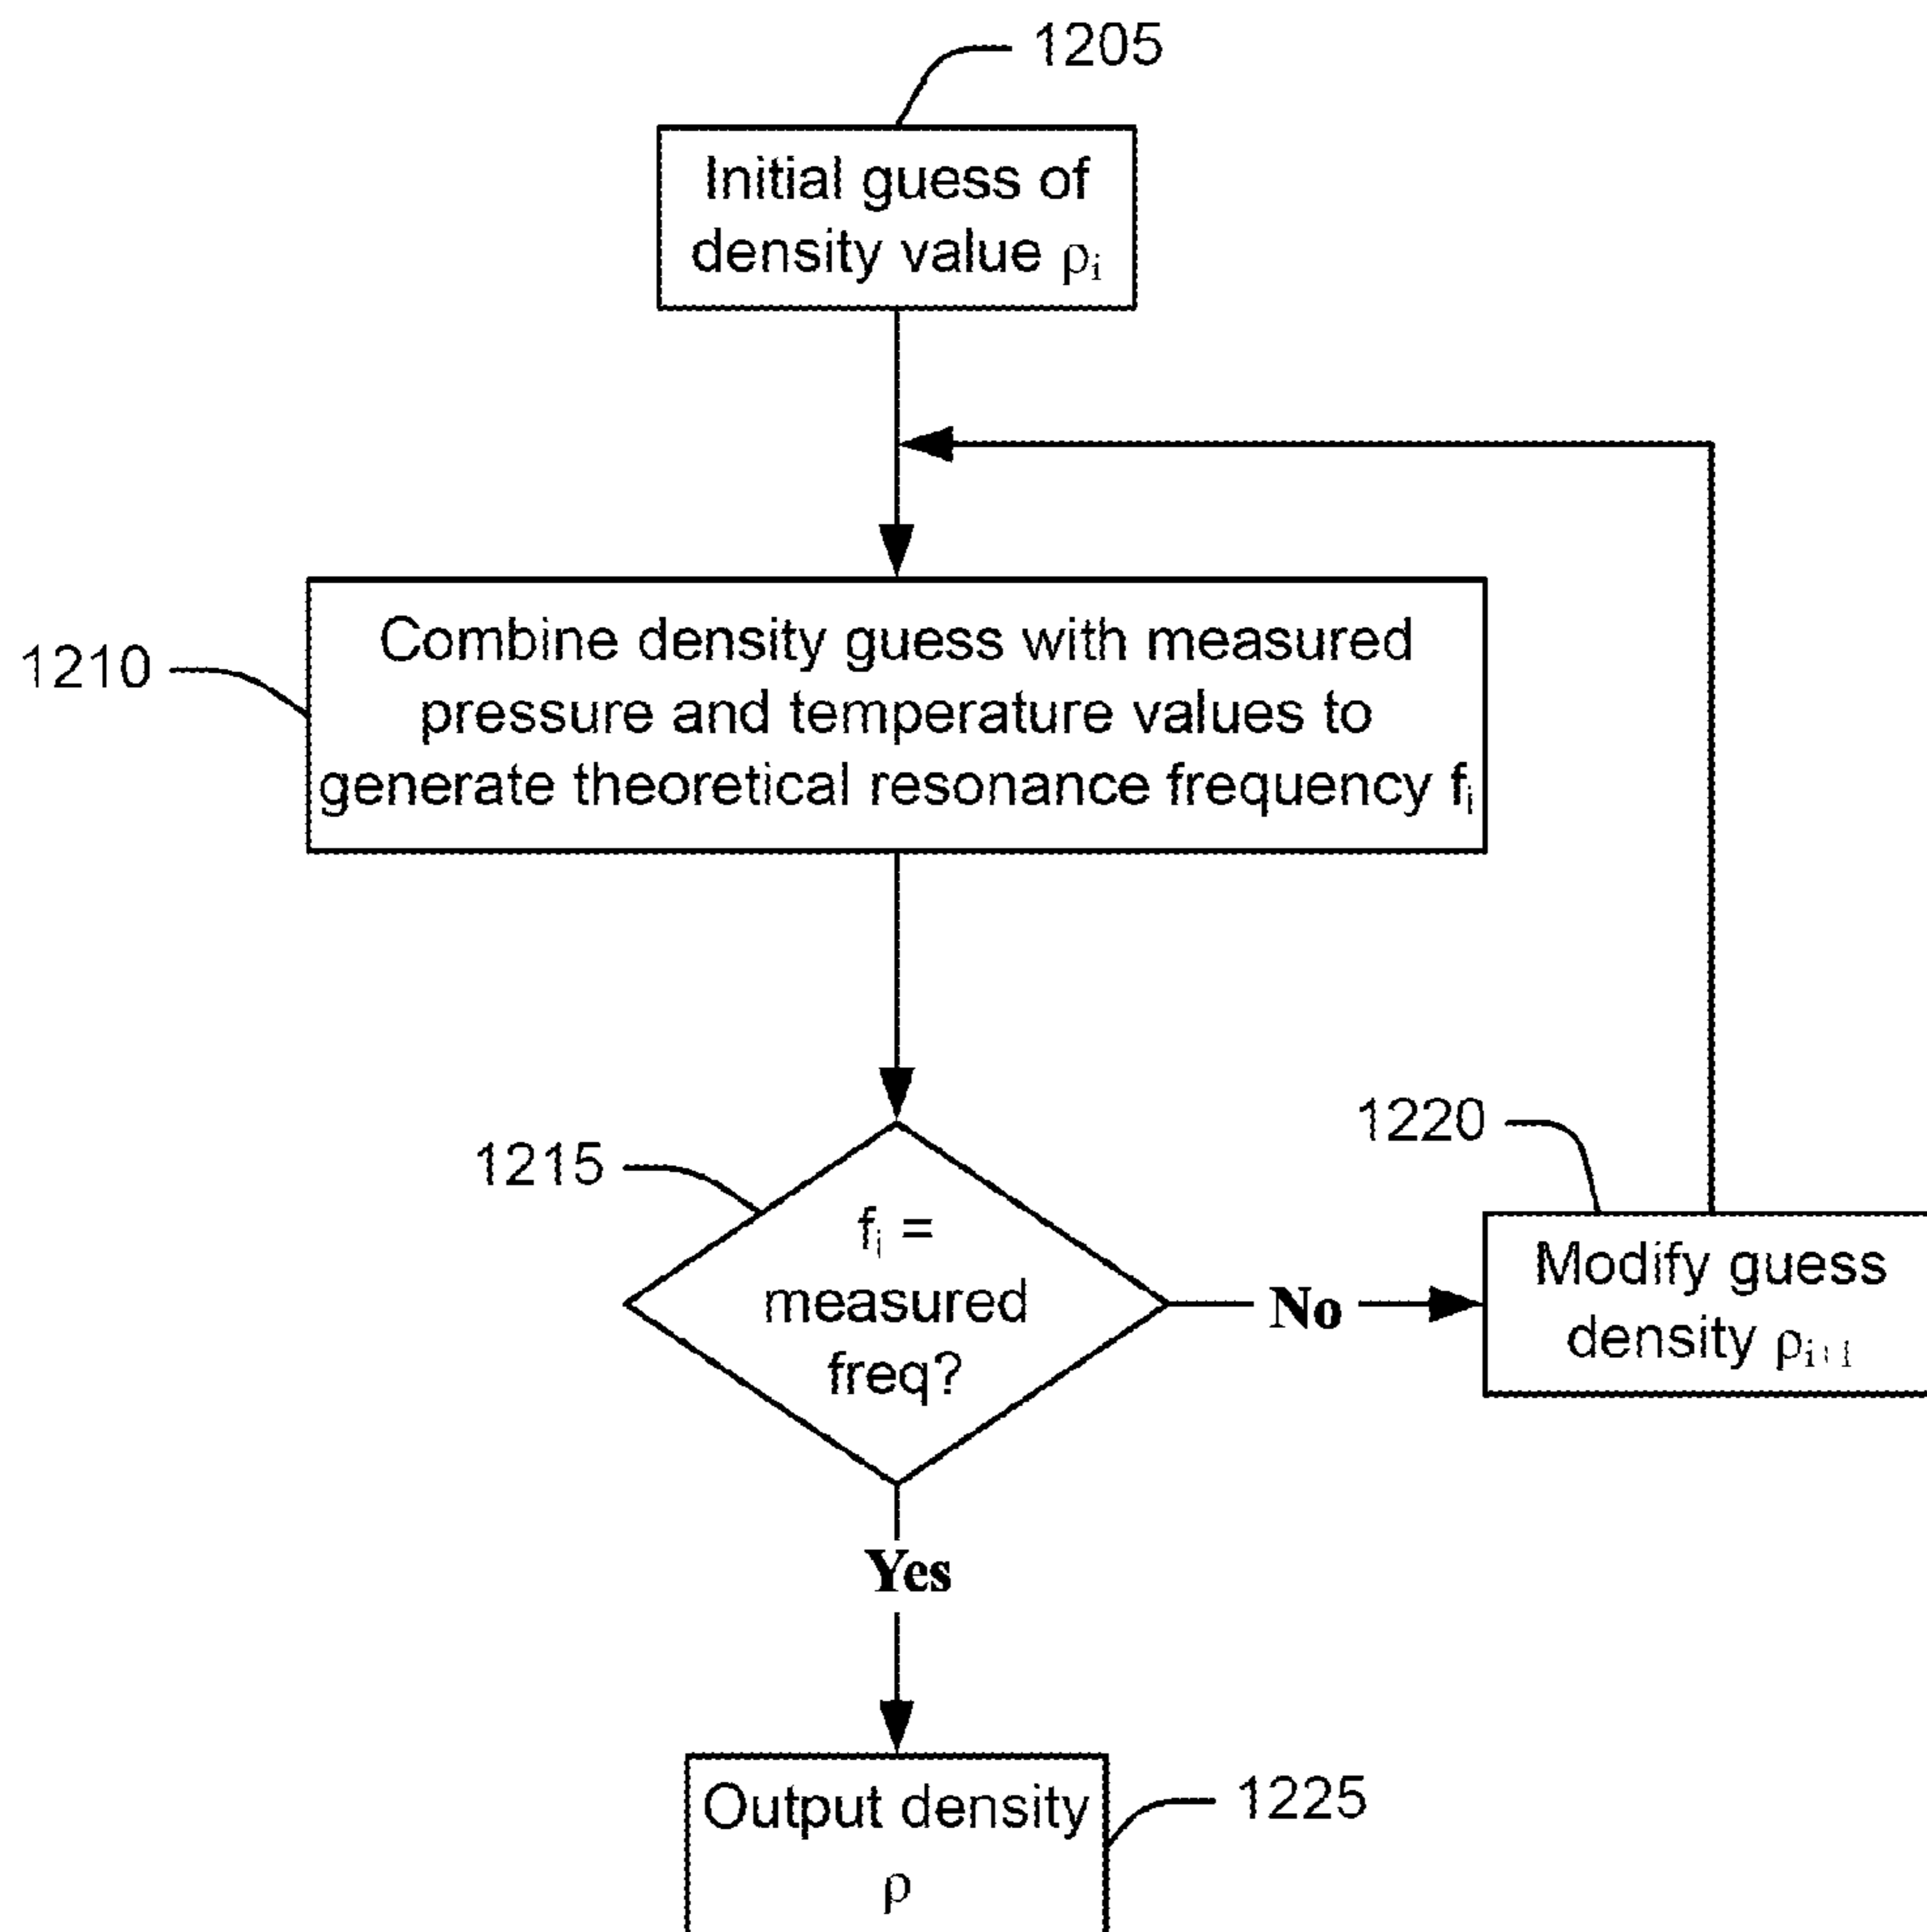 1205
Initial guess of
density value ρᵢ
1210
Combine density guess with measured
pressure and temperature values to
generate theoretical resonance frequency fᵢ
1215
fᵢ =
measured
freq?
No
1220
Modify guess
density ρᵢ₊₁
Yes
Output density
ρ
1225